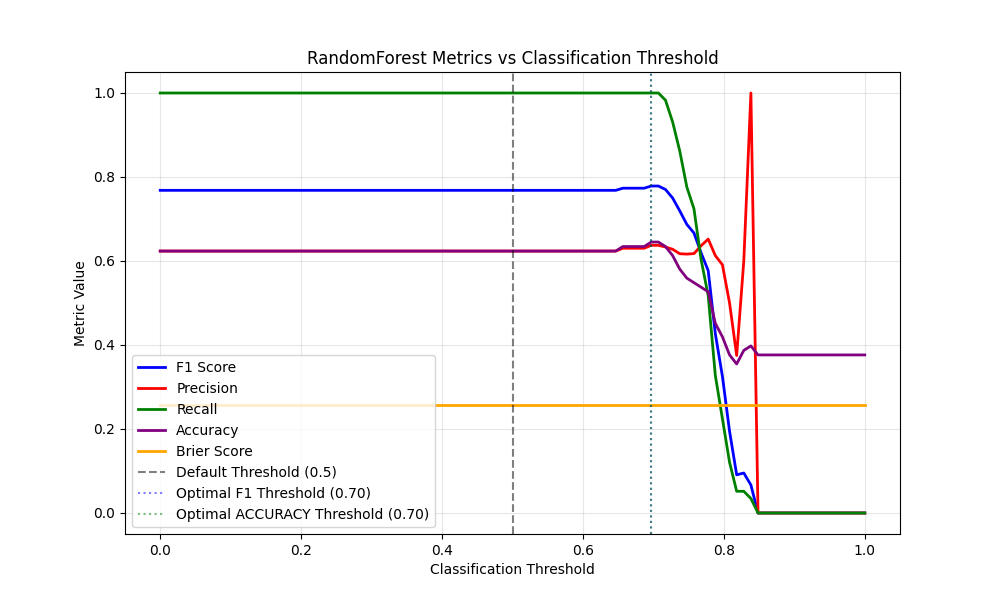 RandomForest Metrics vs Classification Threshold
Metric Value
1.0
0.8
0.6
0.4
0.2
0.0
F1 Score
Precision
Recall
Accuracy
Brier Score
Default Threshold (0.5)
Optimal F1 Threshold (0.70)
Optimal ACCURACY Threshold (0.70)
0.0 0.2 0.4 0.6 0.8 1.0
Classification Threshold